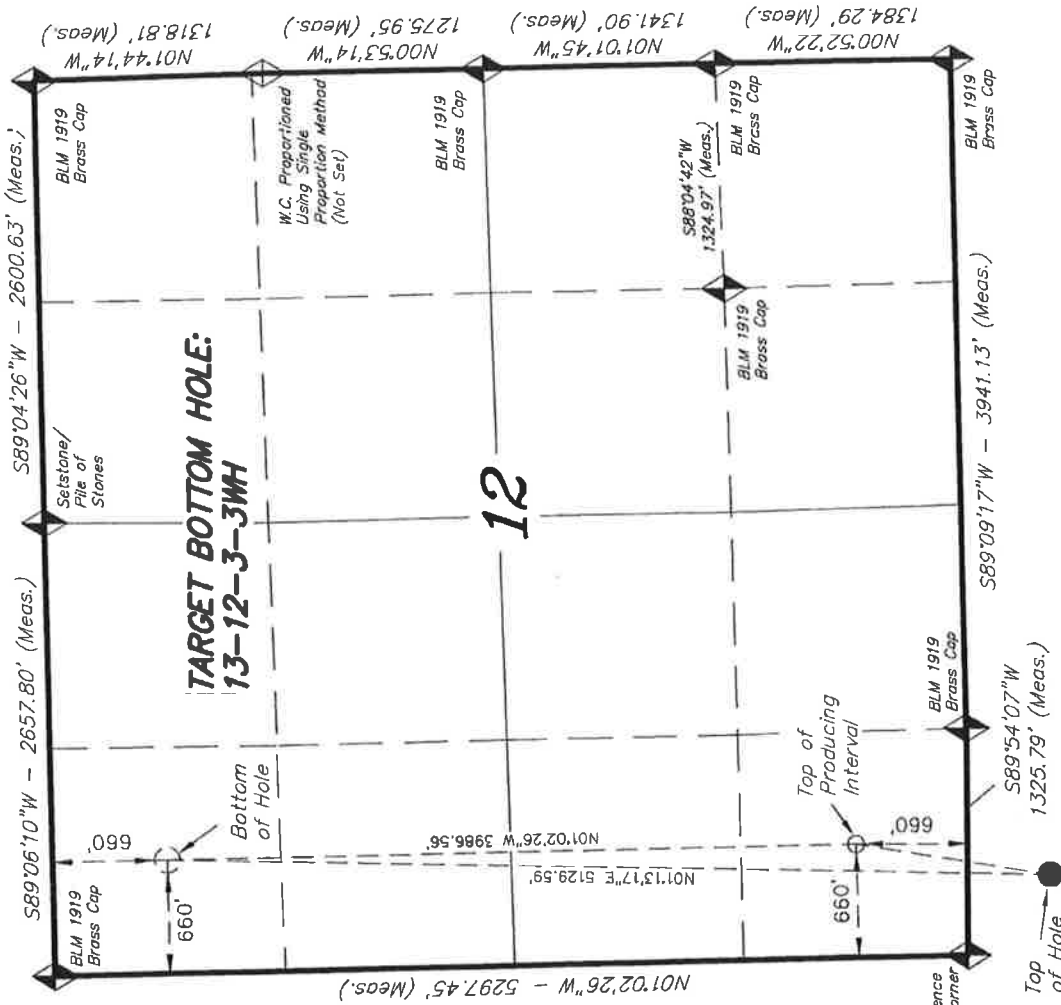 S89°06'10"W - 2657.80' (Meas.)
S89°04'26"W - 2600.63' (Meas.)
BLM 1919
Brass Cap
Setstone/
Pile of
Stones
BLM 1919
Brass Cap
N01°44'14"W
1318.81' (Meas.)
660'
660'
Bottom
of Hole
TARGET BOTTOM HOLE:
13-12-3-3WH
W.C. Proportioned
Using Single
Proportion Method
(Not Set)
N00°53'14"W
1275.95' (Meas.)
BLM 1919
Brass Cap
12
N01°02'26"W - 5297.45' (Meas.)
N01°02'26"W 3986.56'
N01°13'17"E 5129.59'
N01°01'45"W
1341.90' (Meas.)
S88°04'42"W
1324.97' (Meas.)
BLM 1919
Brass Cap
BLM 1919
Brass Cap
Top of
Producing
Interval
660'
660'
N00°52'22"W
1384.29' (Meas.)
BLM 1919
Brass Cap
BLM 1919
Brass Cap
S89°09'17"W - 3941.13' (Meas.)
S89°54'07"W
1325.79' (Meas.)
Top
of Hole